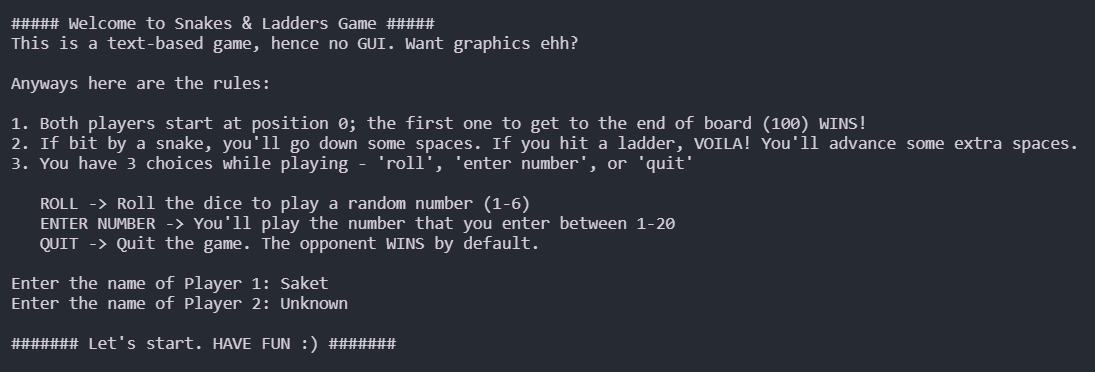 ##### Welcome to Snakes & Ladders Game #####
This is a text-based game, hence no GUI. Want graphics ehh?
Anyways here are the rules:
1. Both players start at position 0; the first one to get to the end of board (100) WINS!
2. If bit by a snake, you'll go down some spaces. If you hit a ladder, VOILA! You'll advance some extra spaces.
3. You have 3 choices while playing - 'roll', 'enter number', or 'quit'
ROLL -> Roll the dice to play a random number (1-6)
ENTER NUMBER -> You'll play the number that you enter between 1-20
QUIT -> Quit the game. The opponent WINS by default.
Enter the name of Player 1: Saket
Enter the name of Player 2: Unknown
####### Let's start. HAVE FUN :) #######